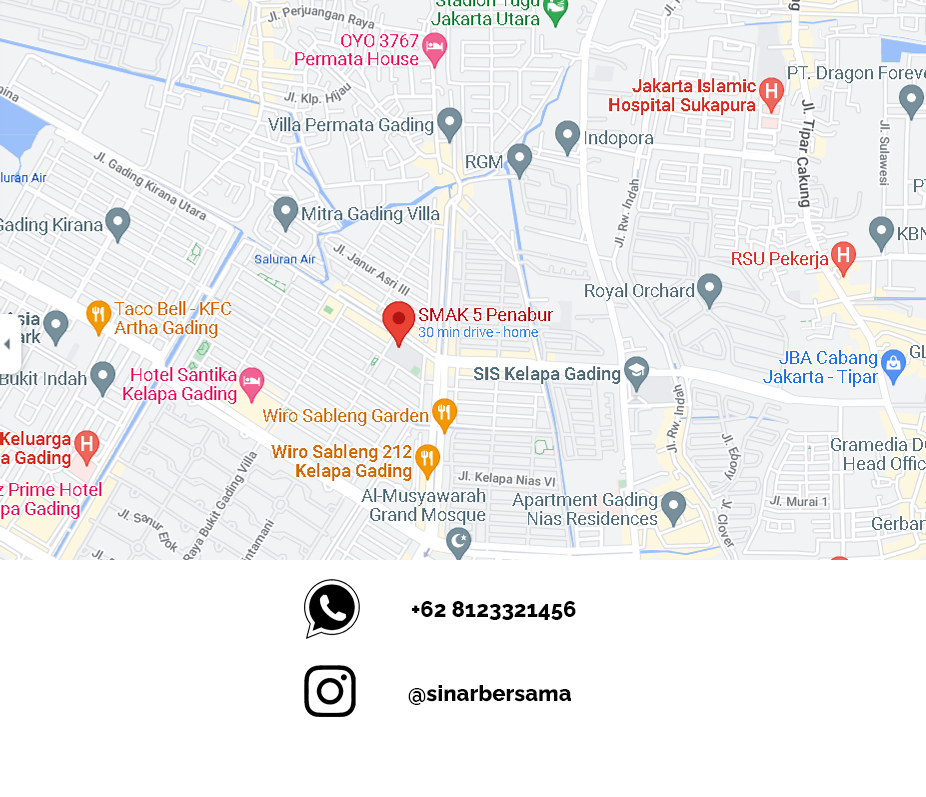 Stadion Tugu
Jakarta Utara
Jl. Perjuangan Raya
OYO 3767
Permata House
PT. Dragon Foreve
Jakarta Islamic
Hospital Sukapura
Jl. Klp. Hijau
Villa Permata Gading
Indopora
RGM
Jl. Tipar Cakung
Jl. Sulawesi
Jl. Gading Kirana Utara
aluran Air
Gading Kirana
Mitra Gading Villa
Jl. Rw. Indah
KBN
Jl. Janur Asri III
Saluran Air
RSU Pekerja
Royal Orchard
Taco Bell - KFC
Artha Gading
Asia
ark
SMAK 5 Penabur
30 min drive - home
GL
JBA Cabang
Jakarta - Tipar
SIS Kelapa Gading
Bukit Indah
Hotel Santika
Kelapa Gading
Wiro Sableng Garden
Jl. Rw. Indah
Keluarga
a Gading
Wiro Sableng 212
Kelapa Gading
Jl. Ebony
Gramedia D
Head Offic
Jl. Kelapa Nias VI
z Prime Hotel
pa Gading
Al-Musyawarah
Grand Mosque
Apartment Gading
Nias Residences
Jl. Murai 1
Jl. Clover
Gerban
Jl. Sanur Elok
Raya Bukit Gading Villa
intamani
+62 8123321456
@sinarbersama